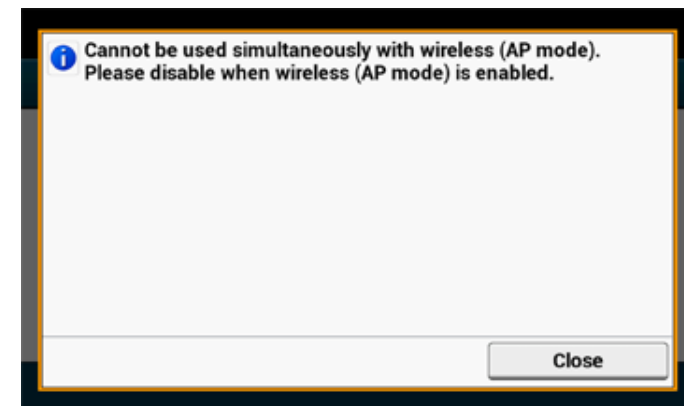 Cannot be used simultaneously with wireless (AP mode).
Please disable when wireless (AP mode) is enabled.
Close